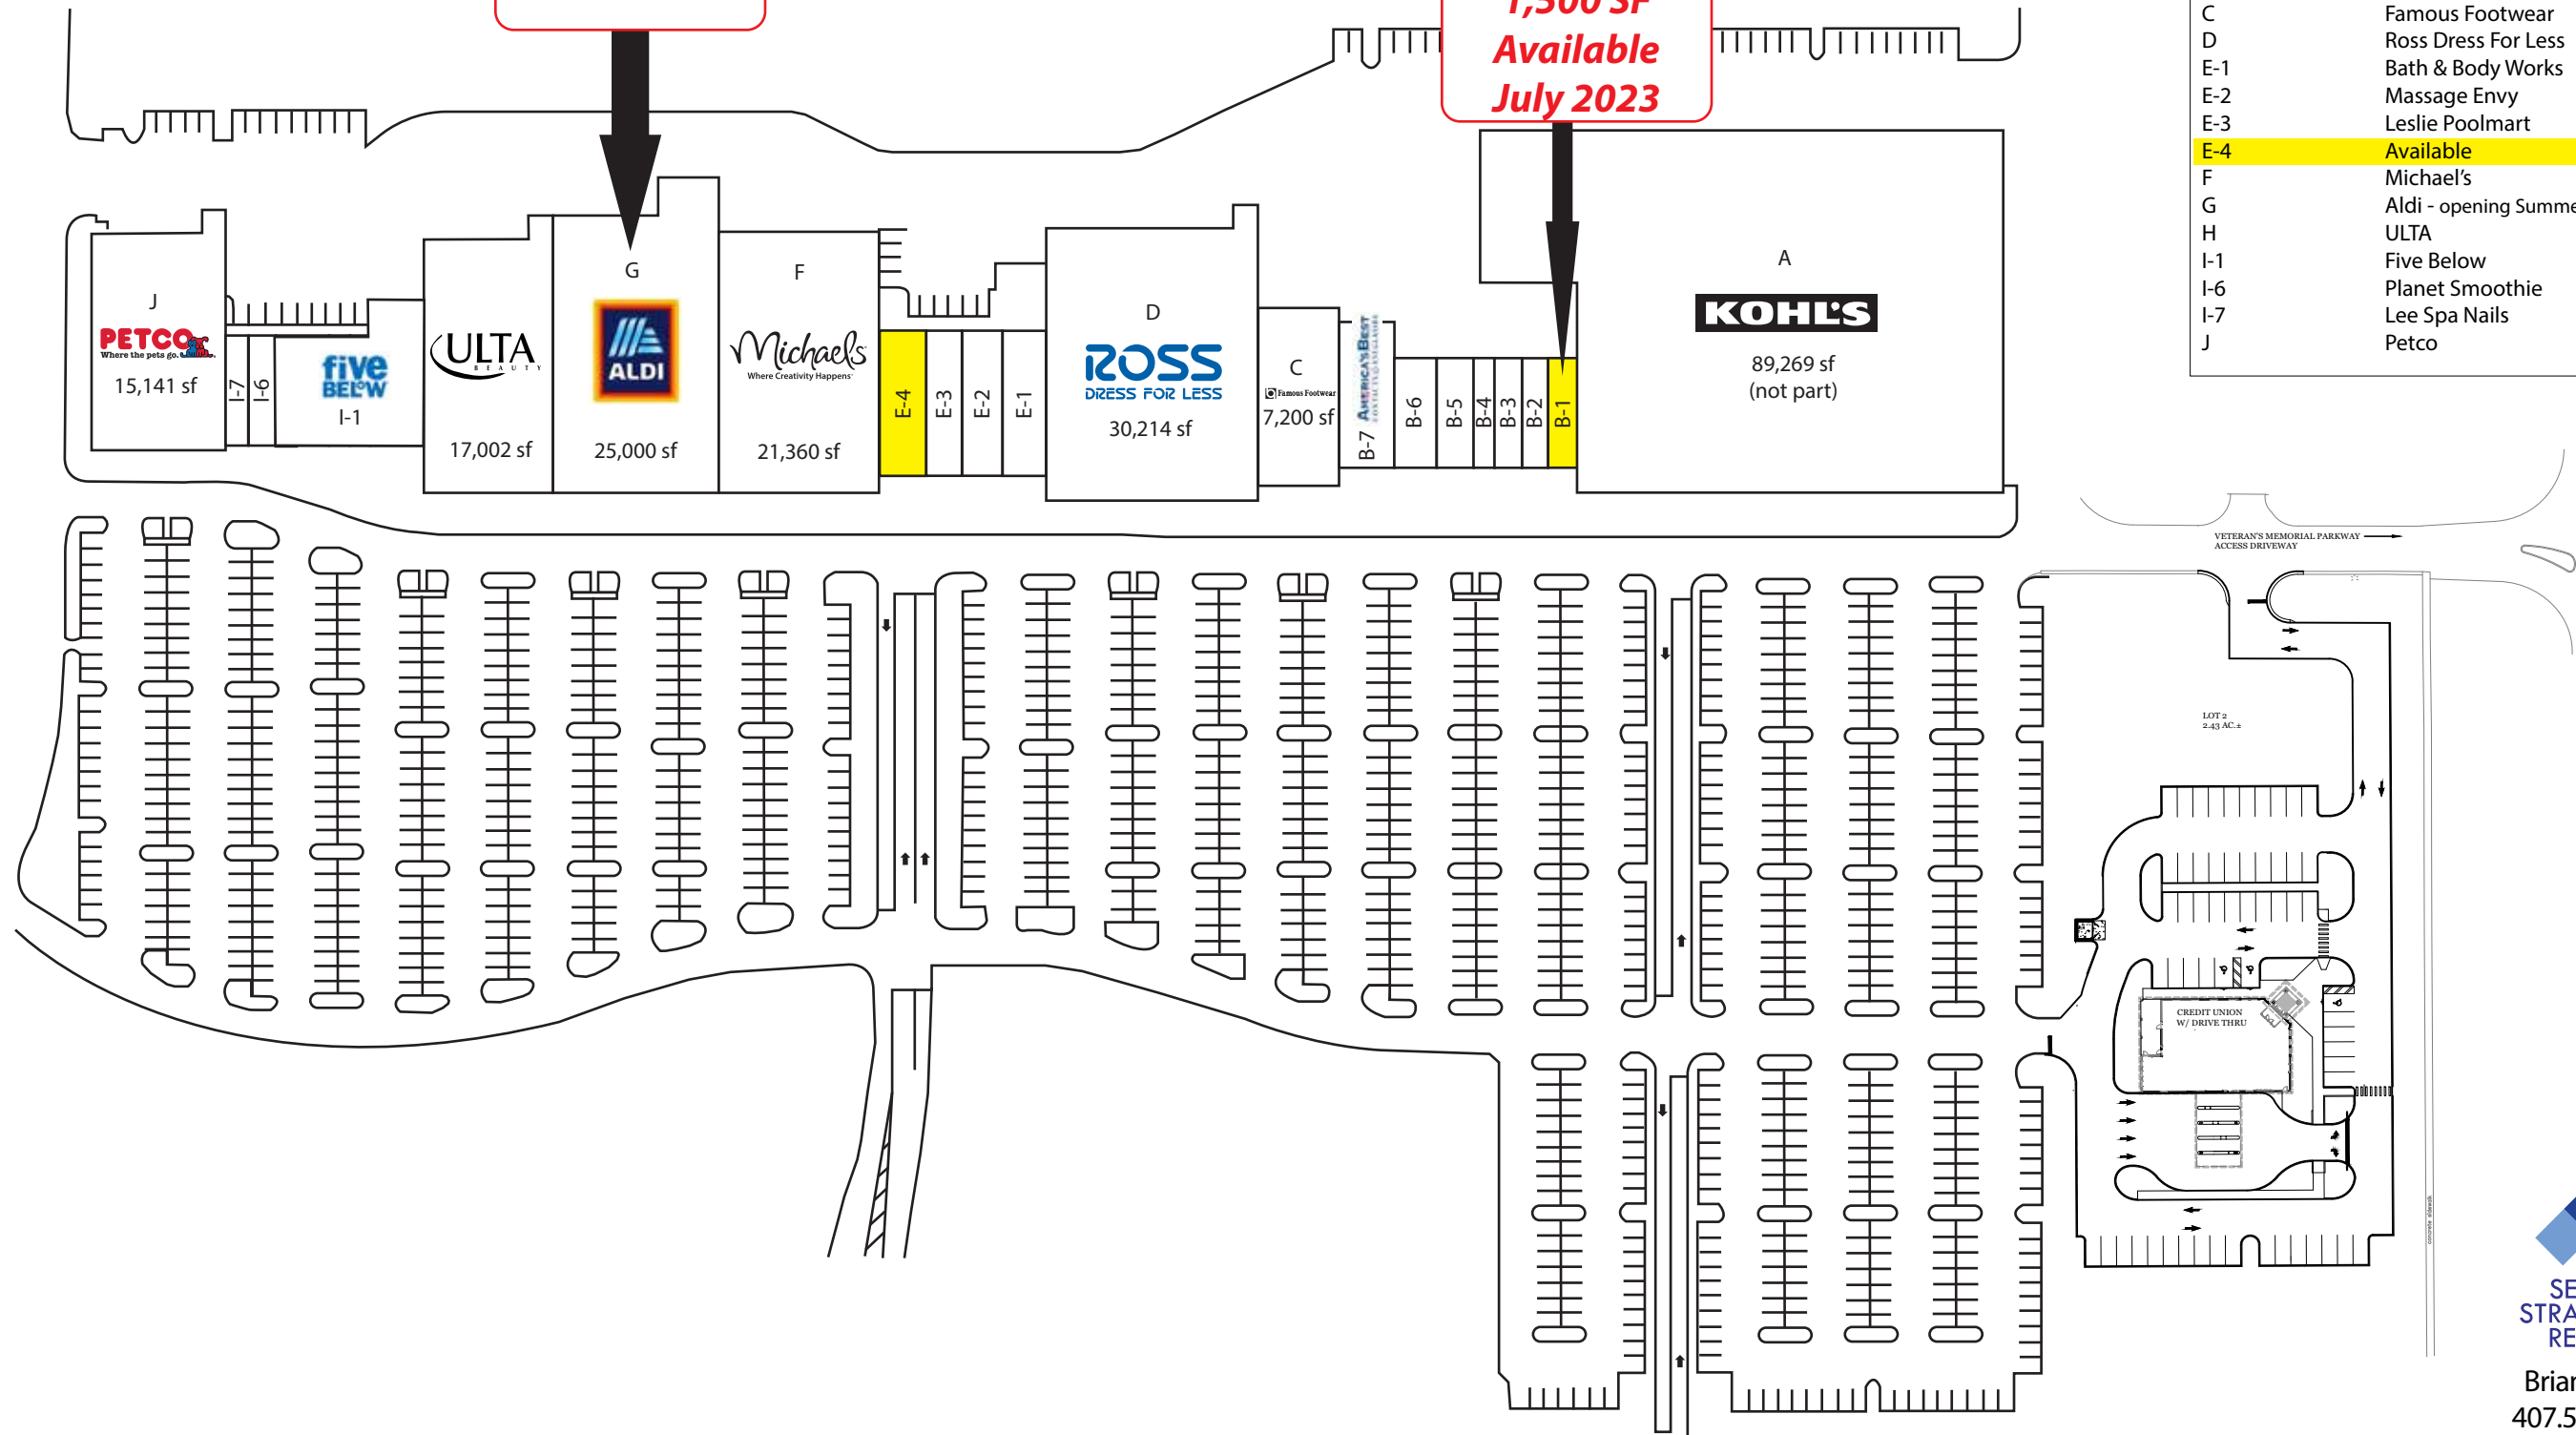 1,500 SF
Available
July 2023
C Famous Footwear
D Ross Dress For Less
E-1 Bath & Body Works
E-2 Massage Envy
E-3 Leslie Poolmart
E-4 Available
F Michael's
G Aldi - opening Summe
H ULTA
I-1 Five Below
I-6 Planet Smoothie
I-7 Lee Spa Nails
J Petco
J
PETCO
Where the pets go.
15,141 sf
I-7
I-6
five
BEL°W
I-1
ULTA
BEAUTY
17,002 sf
G
ALDI
25,000 sf
F
Michaels
Where Creativity Happens
21,360 sf
E-4
E-3
E-2
E-1
D
ROSS
DRESS FOR LESS
30,214 sf
C
Famous Footwear
7,200 sf
B-7
AMERICA'S BEST
CONTACTS & EYEGLASSES
B-6
B-5
B-4
B-3
B-2
B-1
A
KOHL'S
89,269 sf
(not part)
VETERAN'S MEMORIAL PARKWAY
ACCESS DRIVEWAY
LOT 2
2.43 AC.±
CREDIT UNION
W/ DRIVE THRU
concrete sidewalk
SE
STRA
RE
Brian
407.5